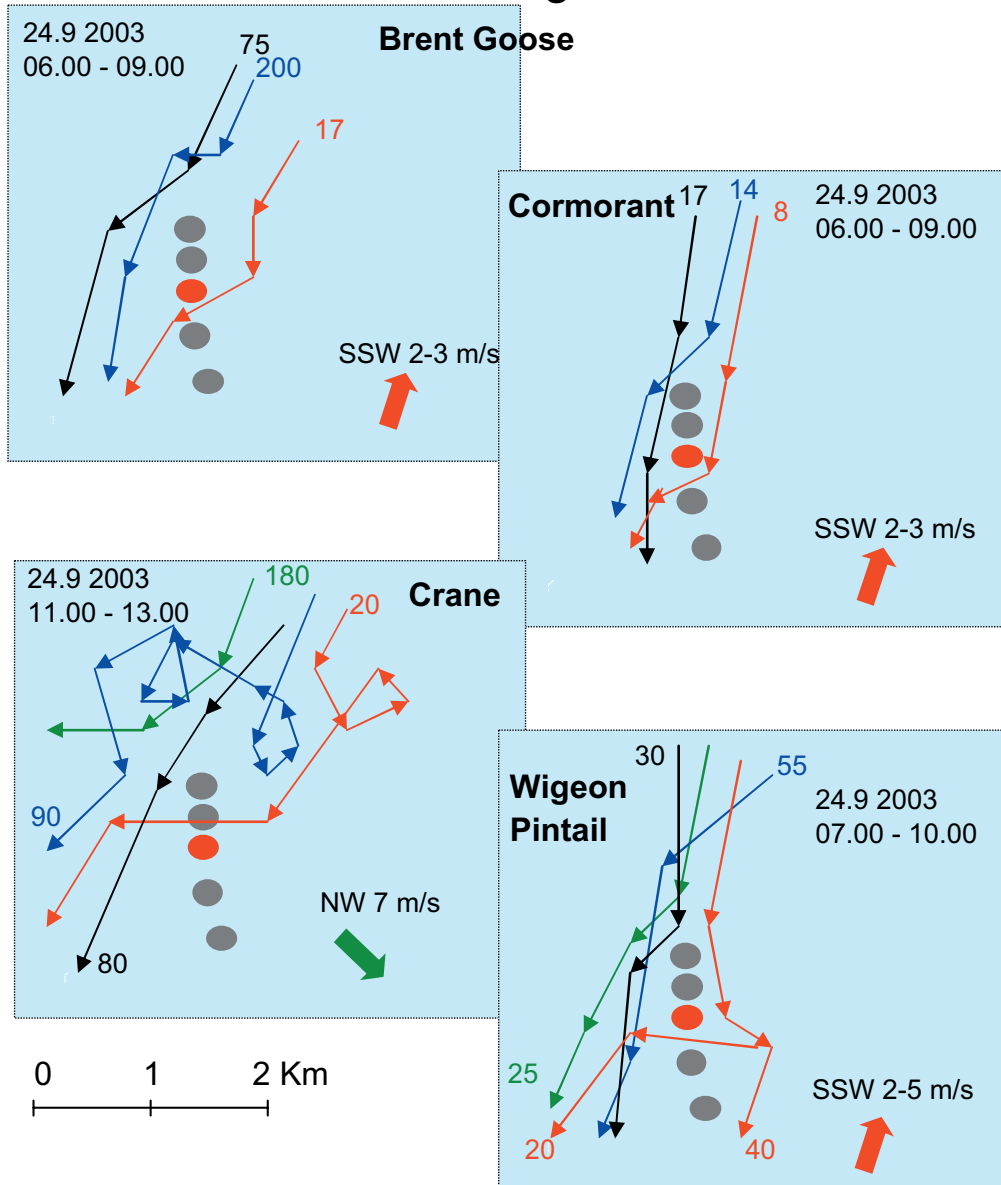 24.9 2003
06.00 - 09.00
75
200
Brent Goose
17
SSW 2-3 m/s
Cormorant
17
14
8
24.9 2003
06.00 - 09.00
SSW 2-3 m/s
24.9 2003
11.00 - 13.00
180
20
Crane
90
80
NW 7 m/s
30
55
Wigeon
Pintail
24.9 2003
07.00 - 10.00
25
20
40
SSW 2-5 m/s
0 1 2 Km